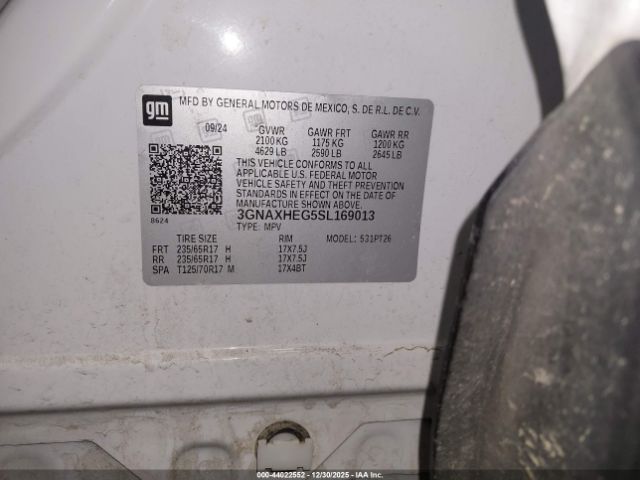 gm
MFD BY GENERAL MOTORS DE MEXICO, S. DE R.L. DE C.V.
09/24 GVWR GAWR FRT GAWR RR
2100 KG 1175 KG 1200 KG
4629 LB 2590 LB 2645 LB
THIS VEHICLE CONFORMS TO ALL
APPLICABLE U.S. FEDERAL MOTOR
VEHICLE SAFETY AND THEFT PREVENTION
STANDARDS IN EFFECT ON THE DATE OF
MANUFACTURE SHOWN ABOVE.
3GNAXHEG5SL169013
8624 TYPE: MPV
TIRE SIZE RIM MODEL: 531PT26
FRT 235/65R17 H 17X7.5J
RR 235/65R17 H 17X7.5J
SPA T125/70R17 M 17X4BT
000-44022552 - 12/30/2025 - IAAI.COM